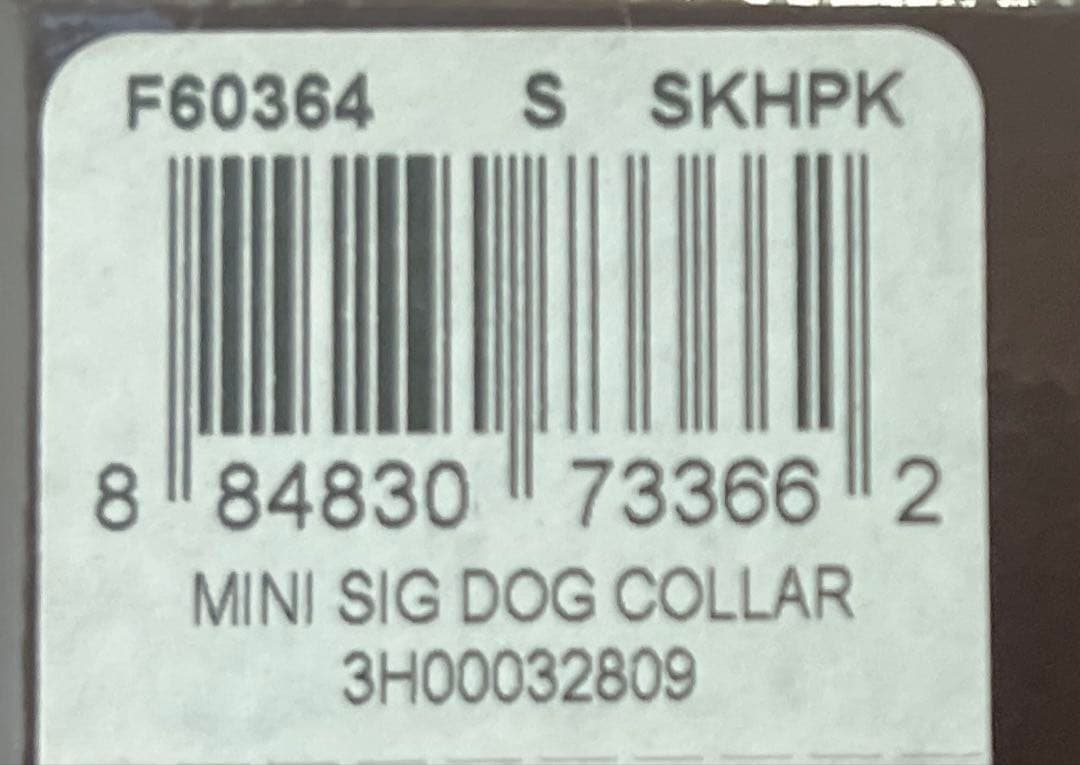 F60364 S SKHPK
8 84830 73366 2
MINI SIG DOG COLLAR
3H00032809